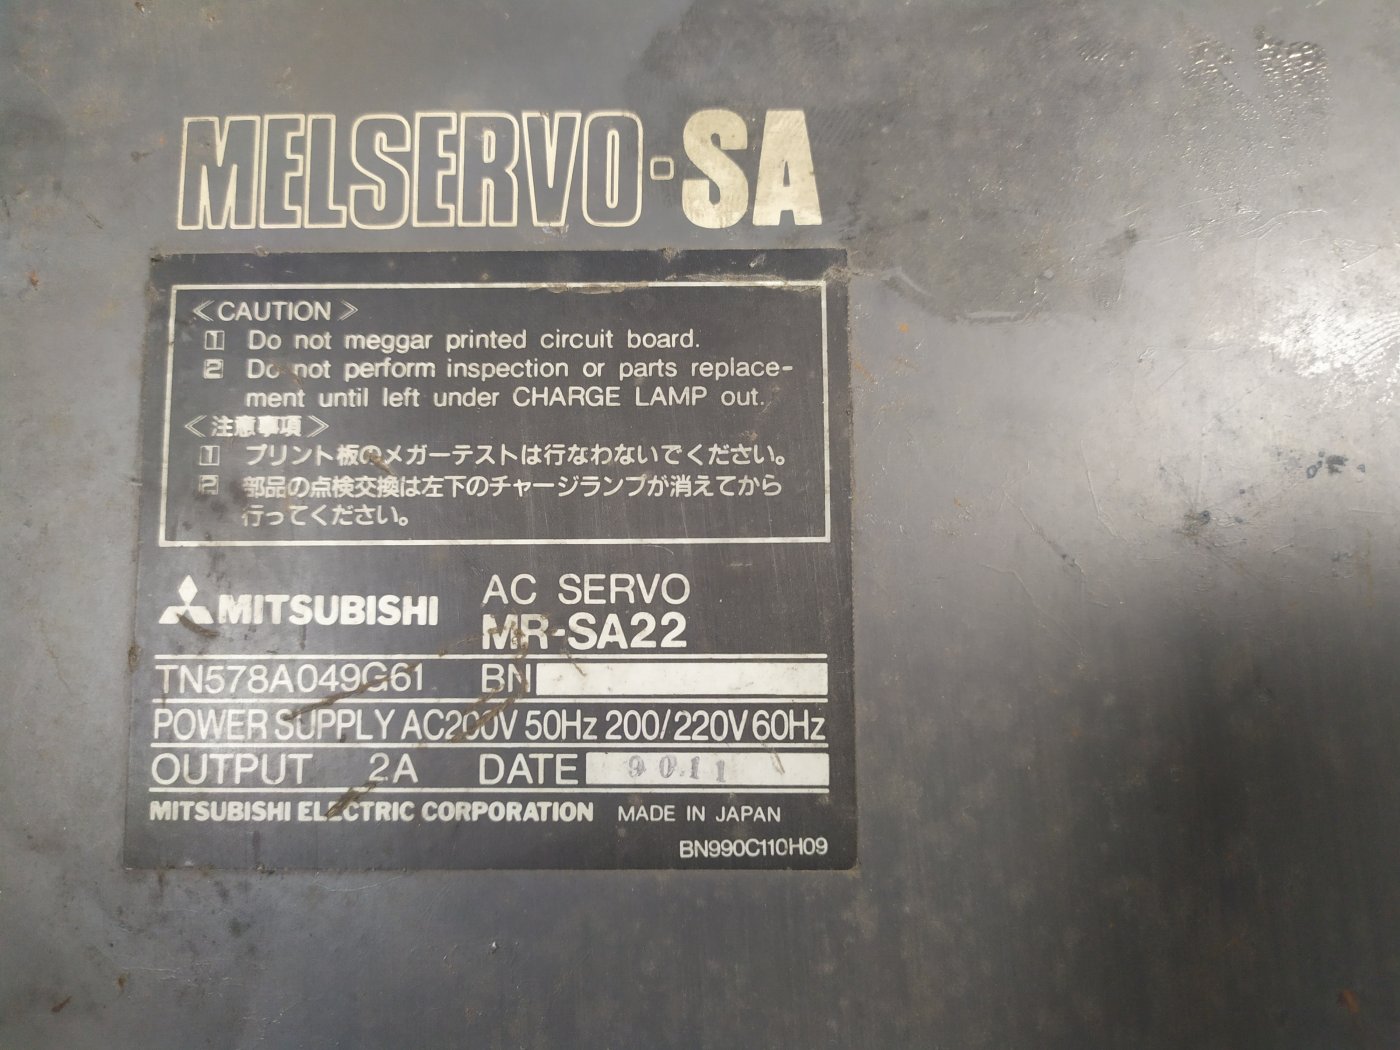 MELSERVO-SA
≪CAUTION≫
1 Do not meggar printed circuit board.
2 Do not perform inspection or parts replace-
ment until left under CHARGE LAMP out.
≪注意事項≫
1 プリント板のメガーテストは行なわないでください。
2 部品の点検交換は左下のチャージランプが消えてから
行ってください。
MITSUBISHI
AC SERVO
MR-SA22
TN578A049G61 BN
POWER SUPPLY AC200V 50Hz 200/220V 60Hz
OUTPUT 2A DATE 90.11
MITSUBISHI ELECTRIC CORPORATION MADE IN JAPAN
BN990C110H09